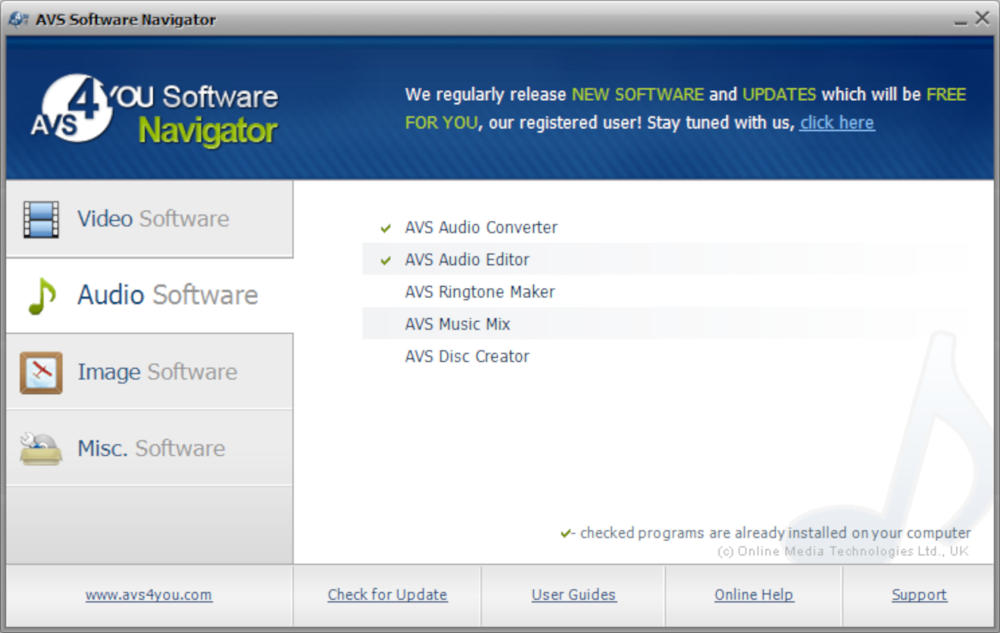 AVS Software Navigator
AVS4YOU Software
Navigator
We regularly release NEW SOFTWARE and UPDATES which will be FREE
FOR YOU, our registered user! Stay tuned with us, click here
Video Software
Audio Software
Image Software
Misc. Software
AVS Audio Converter
AVS Audio Editor
AVS Ringtone Maker
AVS Music Mix
AVS Disc Creator
- checked programs are already installed on your computer
(c) Online Media Technologies Ltd., UK
www.avs4you.com
Check for Update
User Guides
Online Help
Support